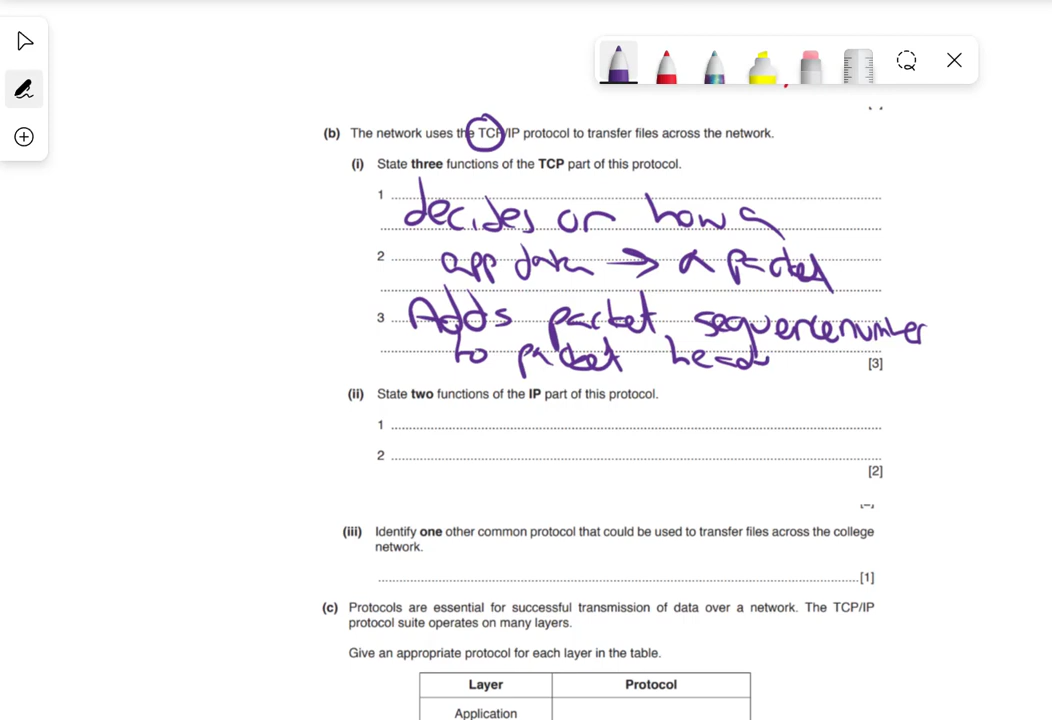 (b) The network uses the TCP/IP protocol to transfer files across the network.
(i) State three functions of the TCP part of this protocol.
1
decides on how a
2
app data → a packet
3 Adds packet sequence number
to packet head
[3]
(ii) State two functions of the IP part of this protocol.
1
2
[2]
(iii) Identify one other common protocol that could be used to transfer files across the college
network.
[1]
(c) Protocols are essential for successful transmission of data over a network. The TCP/IP
protocol suite operates on many layers.
Give an appropriate protocol for each layer in the table.
Layer Protocol
Application